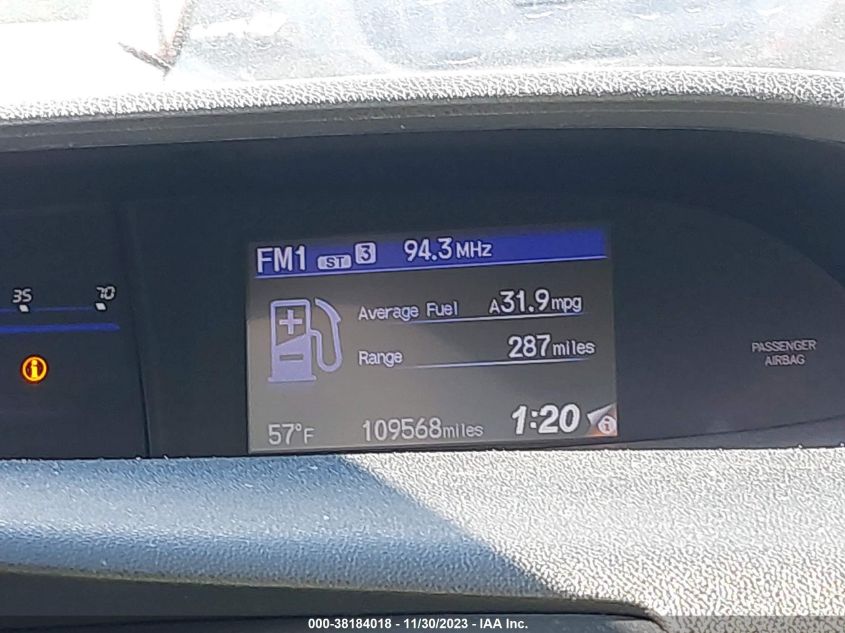 FM1 ST 3 94.3 MHz
35 70
Average Fuel A31.9mpg
Range 287miles
PASSENGER
AIRBAG
57°F 109568miles 1:20
000-38184018 - 11/30/2023 - IAA Inc.